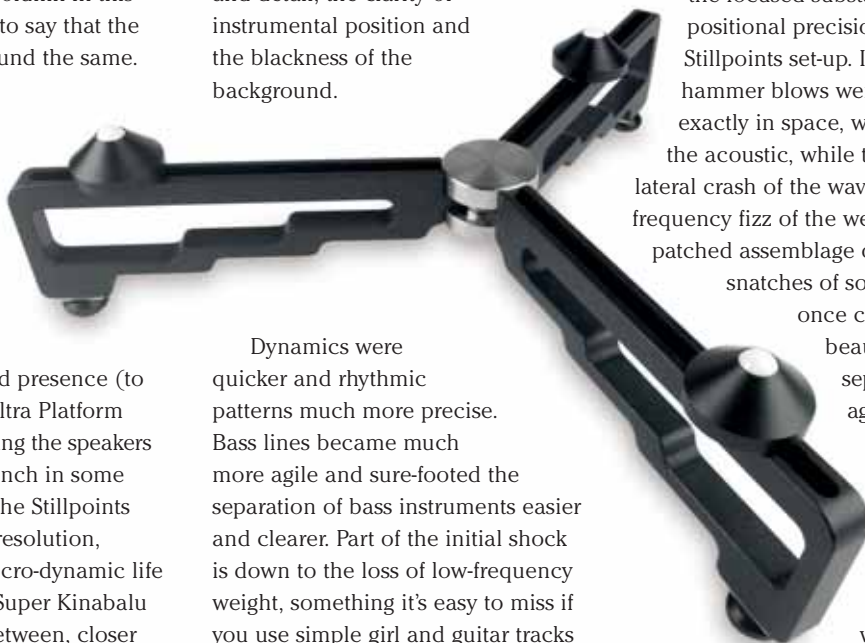 to say that the
und the same.
d presence (to
ltra Platform
ng the speakers
nch in some
he Stillpoints
resolution,
cro-dynamic life
Super Kinabalu
etween, closer
instrumental position and
the blackness of the
background.
Dynamics were
quicker and rhythmic
patterns much more precise.
Bass lines became much
more agile and sure-footed the
separation of bass instruments easier
and clearer. Part of the initial shock
is down to the loss of low-frequency
weight, something it's easy to miss if
you use simple girl and guitar tracks
positional precisio
Stillpoints set-up. I
hammer blows we
exactly in space, w
the acoustic, while t
lateral crash of the wav
frequency fizz of the we
patched assemblage o
snatches of so
once c
beau
sep
ag